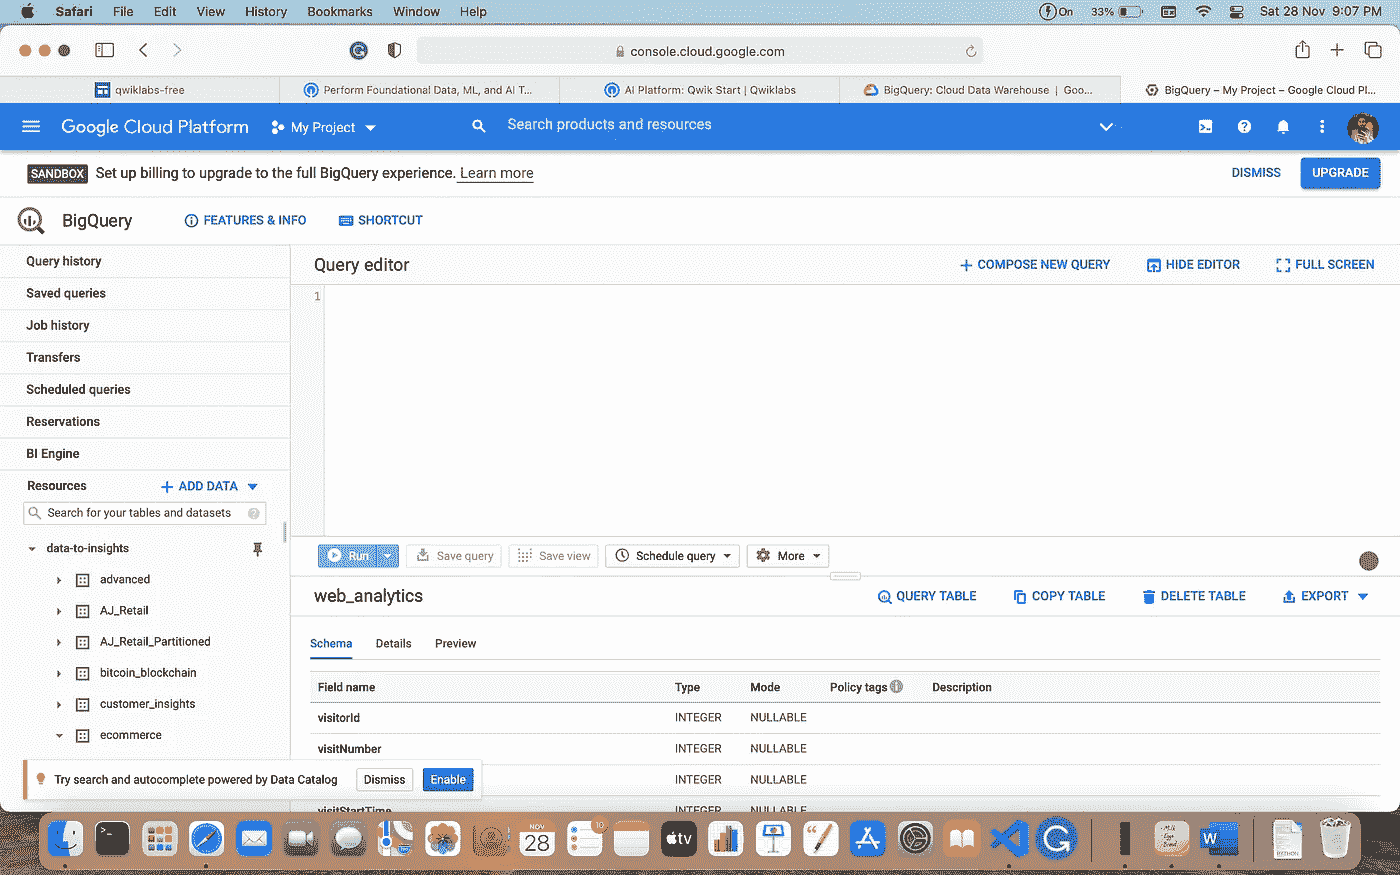 Safari File Edit View History Bookmarks Window Help On 33% Sat 28 Nov 9:07 PM
console.cloud.google.com
qwiklabs-free Perform Foundational Data, ML, and AI T... AI Platform: Qwik Start | Qwiklabs BigQuery: Cloud Data Warehouse | Goo... BigQuery – My Project – Google Cloud Pl...
Google Cloud Platform My Project Search products and resources
SANDBOX Set up billing to upgrade to the full BigQuery experience. Learn more DISMISS UPGRADE
BigQuery FEATURES & INFO SHORTCUT
Query history
Saved queries
Job history
Transfers
Scheduled queries
Reservations
BI Engine
Resources ADD DATA
Search for your tables and datasets
data-to-insights
advanced
AJ_Retail
AJ_Retail_Partitioned
bitcoin_blockchain
customer_insights
ecommerce
Try search and autocomplete powered by Data Catalog Dismiss Enable
Query editor COMPOSE NEW QUERY HIDE EDITOR FULL SCREEN
1
Run Save query Save view Schedule query More
web_analytics QUERY TABLE COPY TABLE DELETE TABLE EXPORT
Schema Details Preview
Field name Type Mode Policy tags Description
visitorId INTEGER NULLABLE
visitNumber INTEGER NULLABLE
INTEGER NULLABLE
visitStartTime INTEGER NULLABLE
NOV
28
10
tv
W
PYTHON